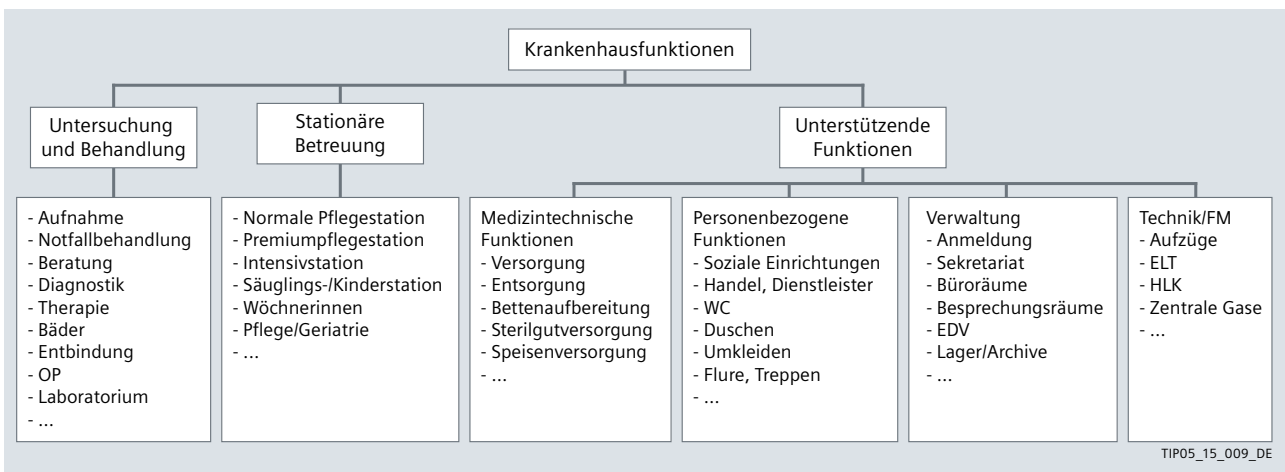 Krankenhausfunktionen
Untersuchung
und Behandlung
Stationäre
Betreuung
Unterstützende
Funktionen
- Aufnahme
- Notfallbehandlung
- Beratung
- Diagnostik
- Therapie
- Bäder
- Entbindung
- OP
- Laboratorium
- ...
- Normale Pflegestation
- Premiumpflegestation
- Intensivstation
- Säuglings-/Kinderstation
- Wöchnerinnen
- Pflege/Geriatrie
- ...
Medizintechnische
Funktionen
- Versorgung
- Entsorgung
- Bettenaufbereitung
- Sterilgutversorgung
- Speisenversorgung
- ...
Personenbezogene
Funktionen
- Soziale Einrichtungen
- Handel, Dienstleister
- WC
- Duschen
- Umkleiden
- Flure, Treppen
- ...
Verwaltung
- Anmeldung
- Sekretariat
- Büroräume
- Besprechungsräume
- EDV
- Lager/Archive
- ...
Technik/FM
- Aufzüge
- ELT
- HLK
- Zentrale Gase
- ...
TIP05_15_009_DE